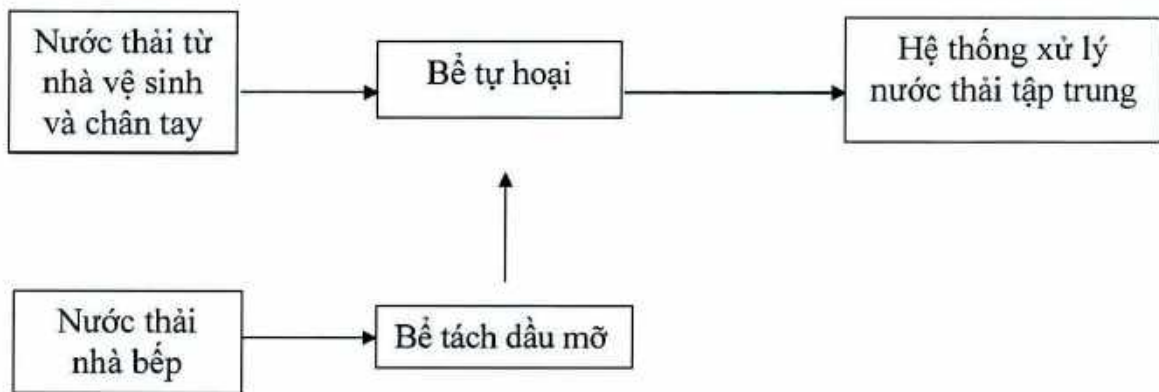 Nước thải từ
nhà vệ sinh
và chân tay
Bể tự hoại
Hệ thống xử lý
nước thải tập trung
Nước thải
nhà bếp
Bể tách dầu mỡ